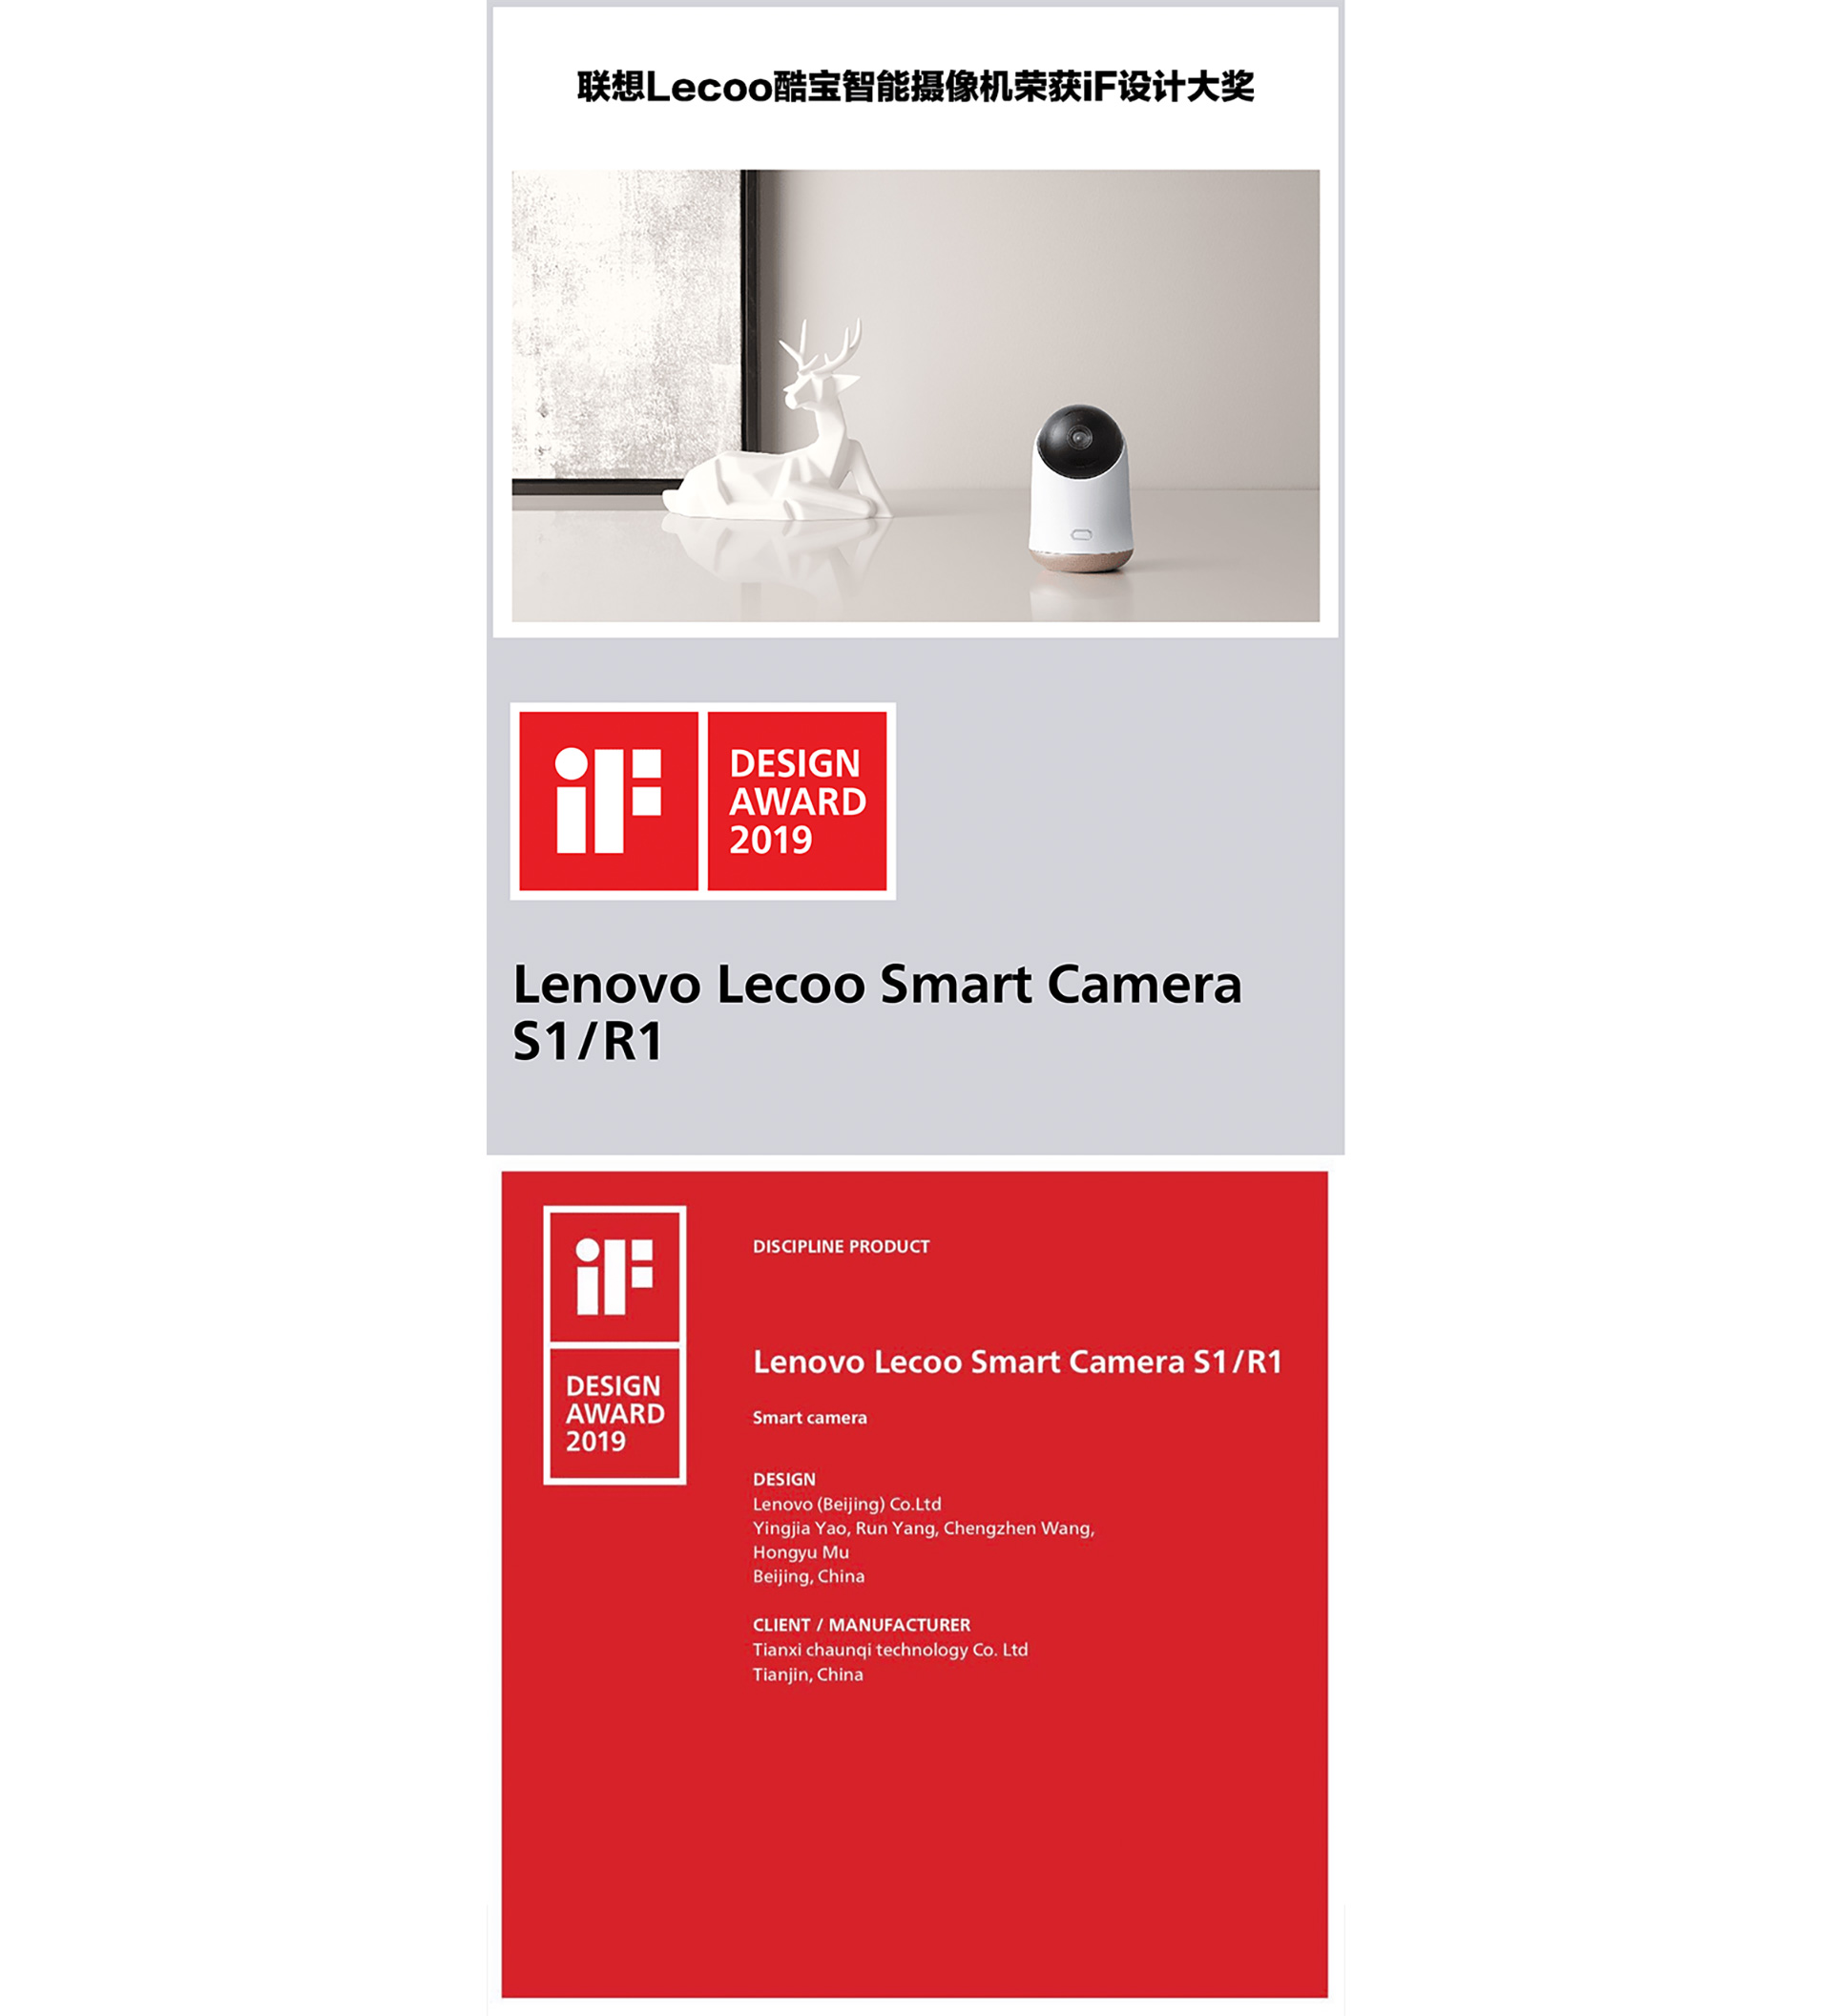 联想Lecoo酷宝智能摄像机荣获iF设计大奖
iF
DESIGN
AWARD
2019
Lenovo Lecoo Smart Camera
S1/R1
iF
DESIGN
AWARD
2019
DISCIPLINE PRODUCT
Lenovo Lecoo Smart Camera S1/R1
Smart camera
DESIGN
Lenovo (Beijing) Co.Ltd
Yingjia Yao, Run Yang, Chengzhen Wang,
Hongyu Mu
Beijing, China
CLIENT / MANUFACTURER
Tianxi chaunqi technology Co. Ltd
Tianjin, China